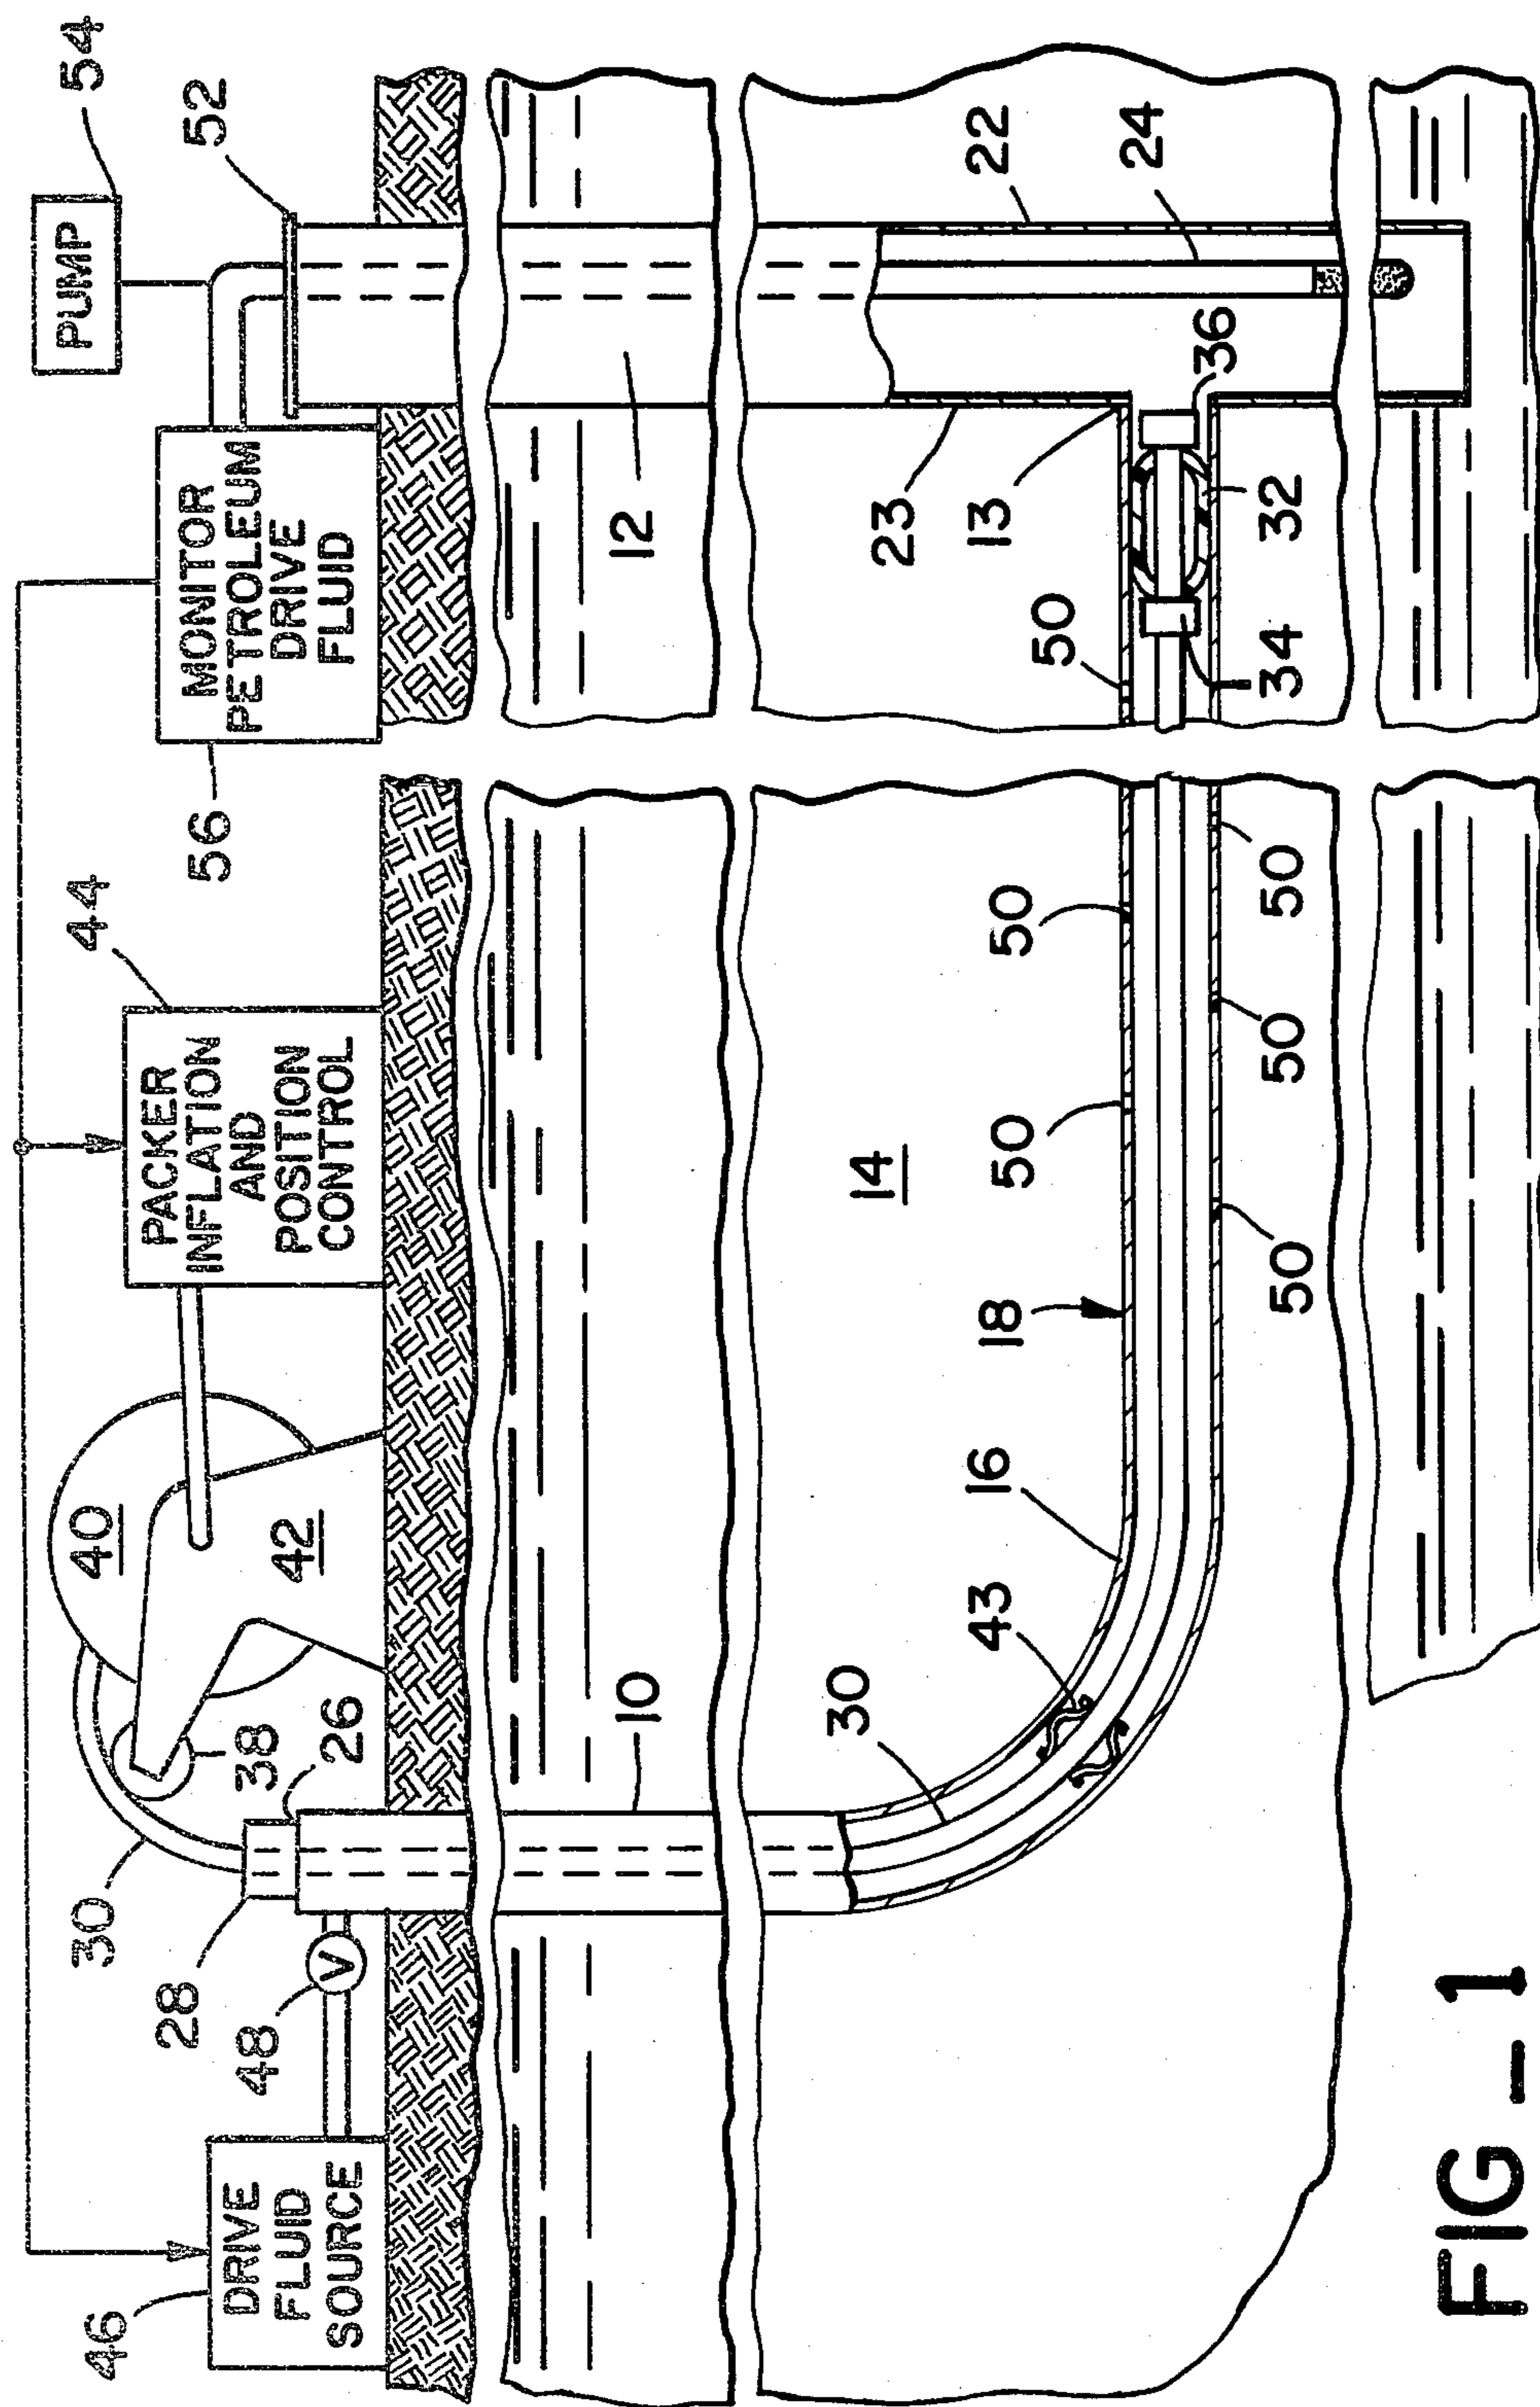 54
PUMP
52
MONITOR
PETROLEUM
DRIVE
FLUID
56
44
PACKER
INFLATION
AND
POSITION
CONTROL
40
42
38
26
30
28
48
V
DRIVE
FLUID
SOURCE
46
10
12
22
24
23
13
36
32
34
50
50
50
50
50
50
14
18
16
43
30
FIG - 1